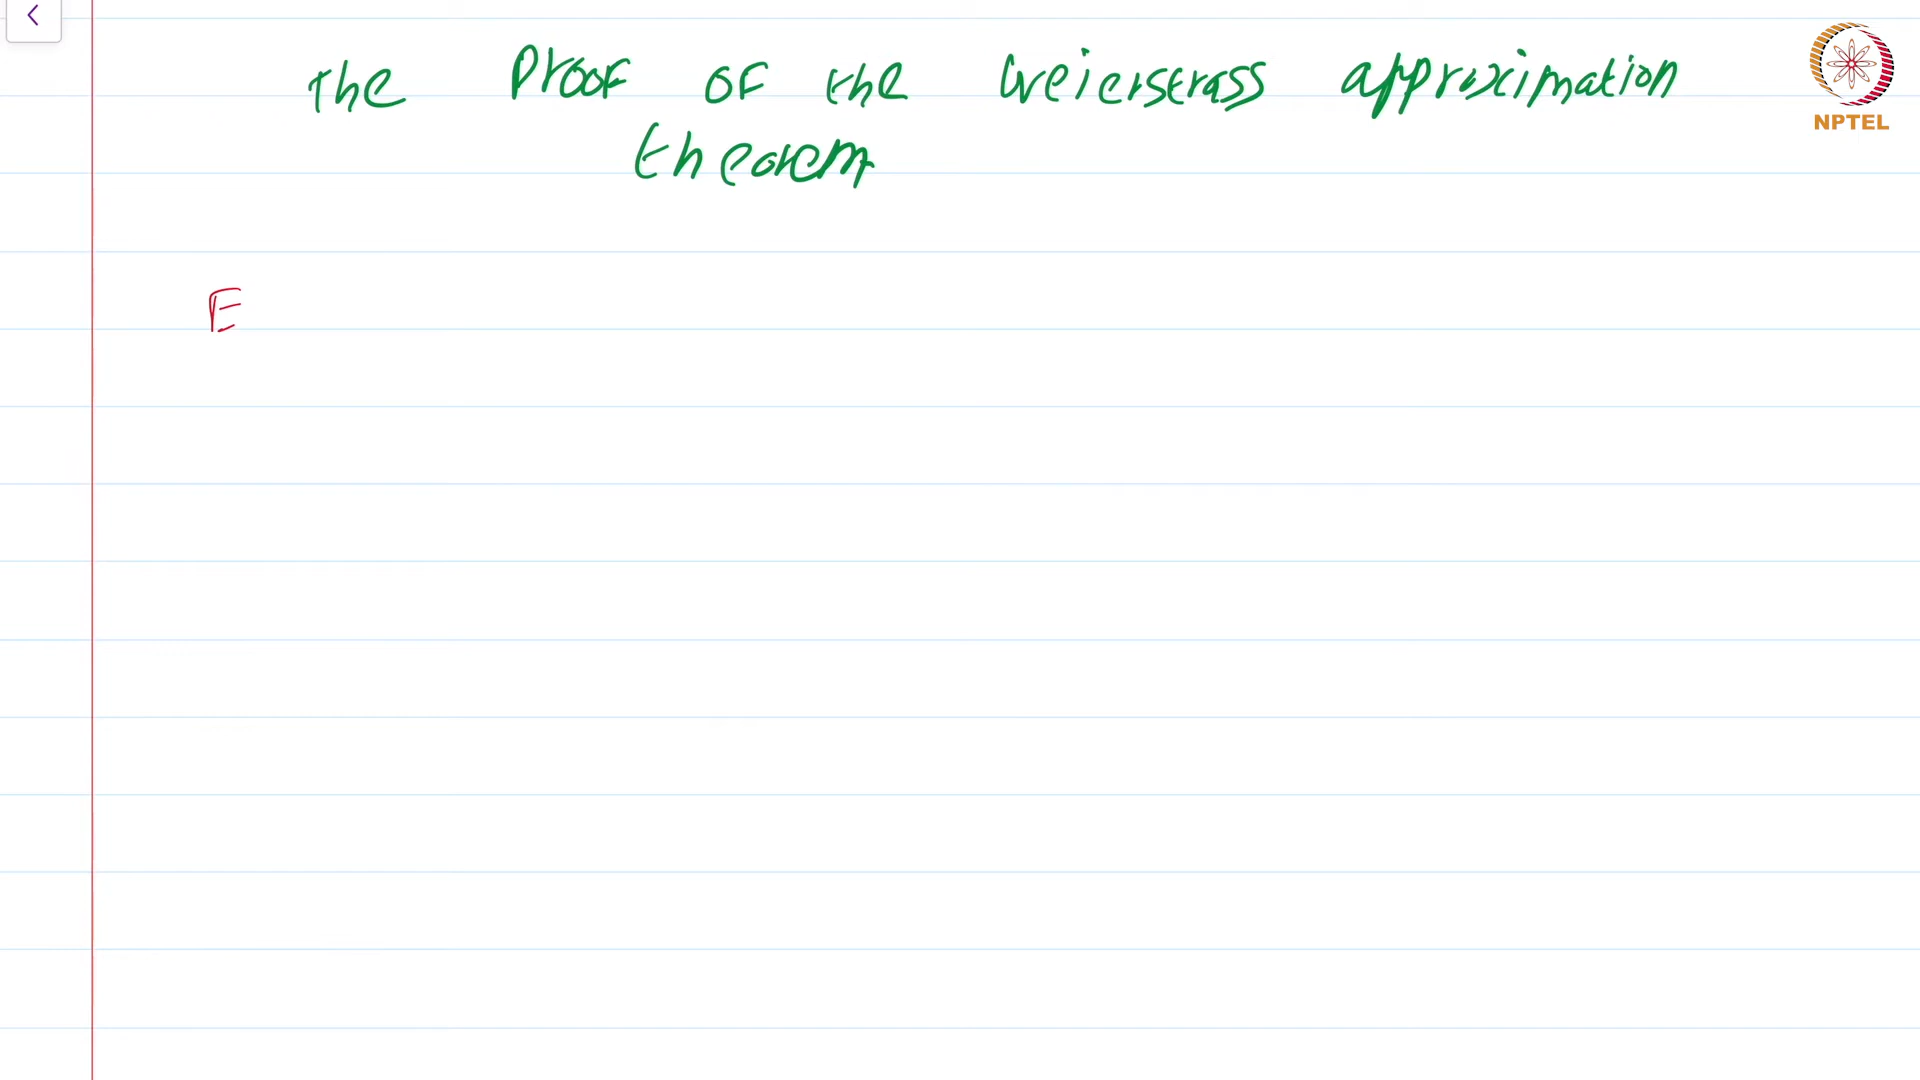 the Proof of the Weierstrass approximation
theorem
NPTEL
E